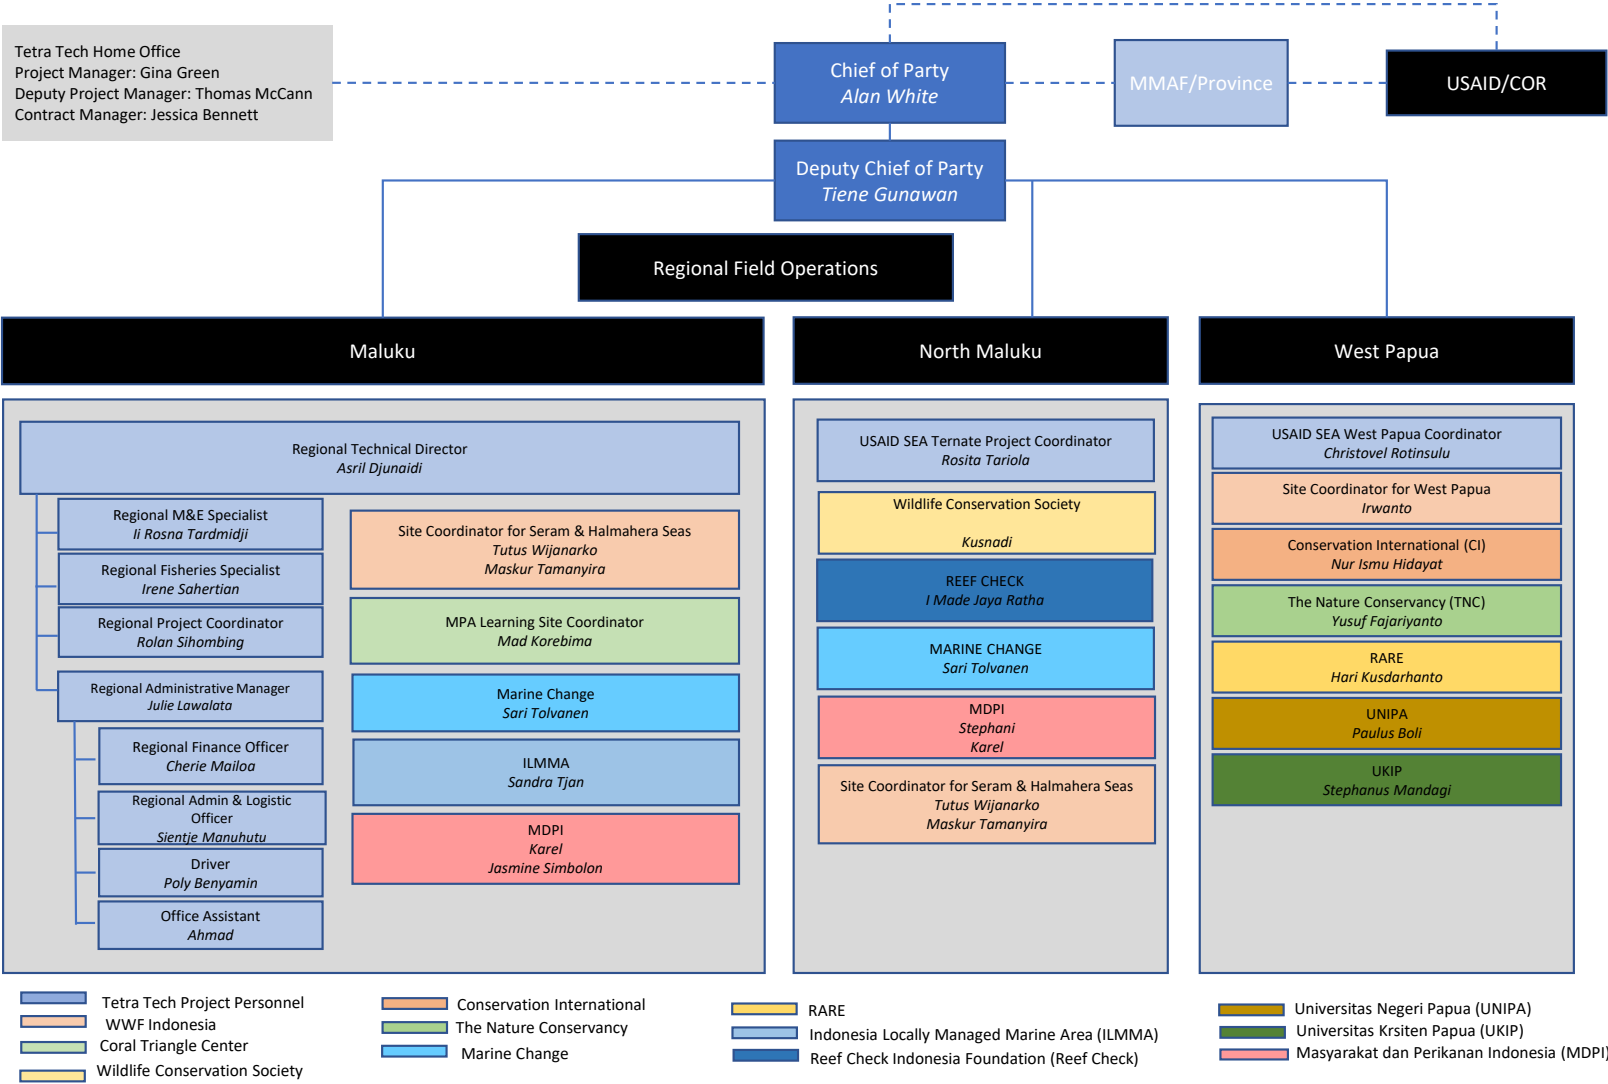 Tetra Tech Home Office
Project Manager: Gina Green
Deputy Project Manager: Thomas McCann
Contract Manager: Jessica Bennett
Chief of Party
Alan White
MMAF/Province
USAID/COR
Deputy Chief of Party
Tiene Gunawan
Regional Field Operations
Maluku
North Maluku
West Papua
Regional Technical Director
Asril Djunaidi
Regional M&E Specialist
Ii Rosna Tardmidji
Regional Fisheries Specialist
Irene Sahertian
Regional Project Coordinator
Rolan Sihombing
Regional Administrative Manager
Julie Lawalata
Regional Finance Officer
Cherie Mailoa
Regional Admin & Logistic
Officer
Sientje Manuhutu
Driver
Poly Benyamin
Office Assistant
Ahmad
Site Coordinator for Seram & Halmahera Seas
Tutus Wijanarko
Maskur Tamanyira
MPA Learning Site Coordinator
Mad Korebima
Marine Change
Sari Tolvanen
ILMMA
Sandra Tjan
MDPI
Karel
Jasmine Simbolon
USAID SEA Ternate Project Coordinator
Rosita Tariola
Wildlife Conservation Society
Kusnadi
REEF CHECK
I Made Jaya Ratha
MARINE CHANGE
Sari Tolvanen
MDPI
Stephani
Karel
Site Coordinator for Seram & Halmahera Seas
Tutus Wijanarko
Maskur Tamanyira
USAID SEA West Papua Coordinator
Christovel Rotinsulu
Site Coordinator for West Papua
Irwanto
Conservation International (CI)
Nur Ismu Hidayat
The Nature Conservancy (TNC)
Yusuf Fajariyanto
RARE
Hari Kusdarhanto
UNIPA
Paulus Boli
UKIP
Stephanus Mandagi
Tetra Tech Project Personnel
WWF Indonesia
Coral Triangle Center
Wildlife Conservation Society
Conservation International
The Nature Conservancy
Marine Change
RARE
Indonesia Locally Managed Marine Area (ILMMA)
Reef Check Indonesia Foundation (Reef Check)
Universitas Negeri Papua (UNIPA)
Universitas Krsiten Papua (UKIP)
Masyarakat dan Perikanan Indonesia (MDPI)